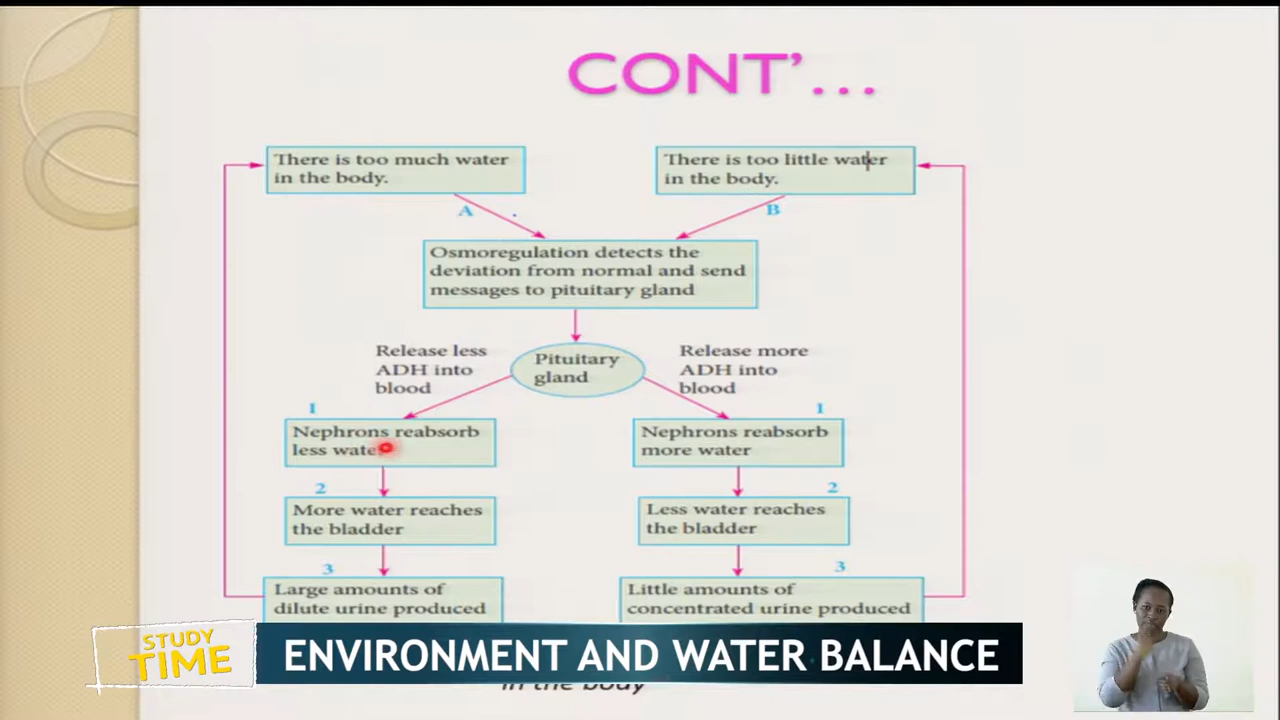 CONT'...
There is too much water
in the body.
There is too little water
in the body.
A
B
Osmoregulation detects the
deviation from normal and send
messages to pituitary gland
Release less
ADH into
blood
Pituitary
gland
Release more
ADH into
blood
1
Nephrons reabsorb
less water
1
Nephrons reabsorb
more water
2
More water reaches
the bladder
2
Less water reaches
the bladder
3
Large amounts of
dilute urine produced
3
Little amounts of
concentrated urine produced
STUDY
TIME
ENVIRONMENT AND WATER BALANCE
in the body